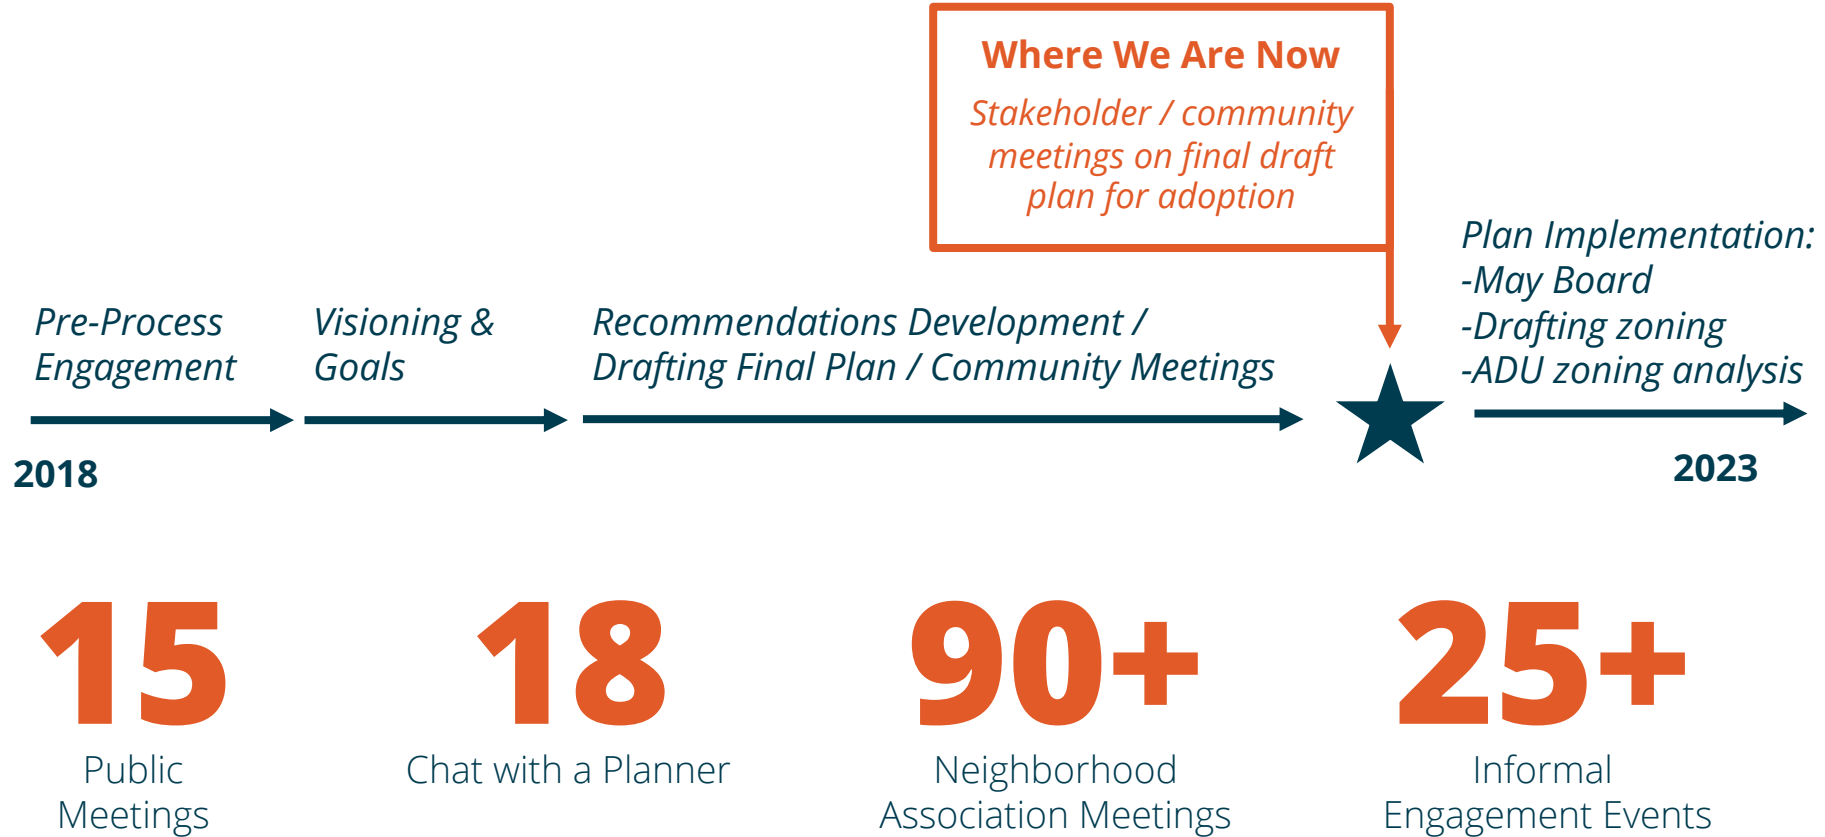 Where We Are Now
Stakeholder / community
meetings on final draft
plan for adoption
Pre-Process
Engagement
Visioning &
Goals
Recommendations Development /
Drafting Final Plan / Community Meetings
Plan Implementation:
-May Board
-Drafting zoning
-ADU zoning analysis
2018
2023
15
Public
Meetings
18
Chat with a Planner
90+
Neighborhood
Association Meetings
25+
Informal
Engagement Events